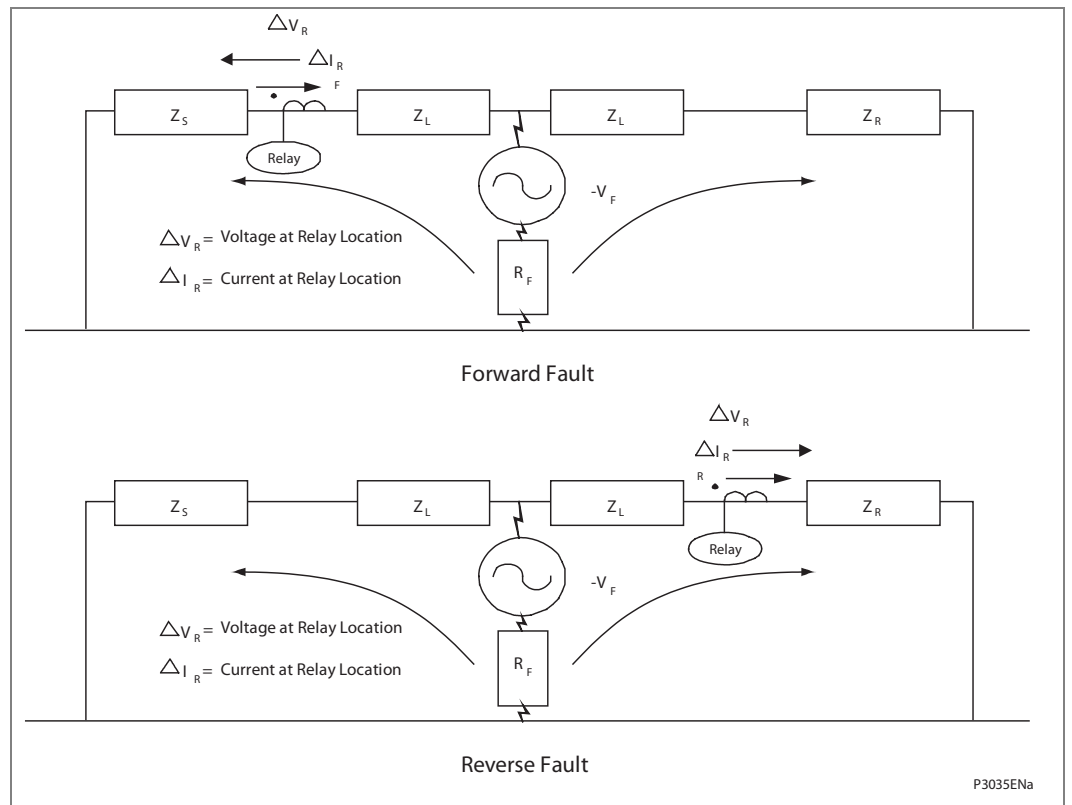 △V R
△I R
F
Z S
Z L
Z L
Z R
Relay
-V F
△V R = Voltage at Relay Location
R F
△I R = Current at Relay Location
Forward Fault
△V R
△I R
R
Z S
Z L
Z L
Z R
Relay
-V F
△V R = Voltage at Relay Location
R F
△I R = Current at Relay Location
Reverse Fault
P3035ENa